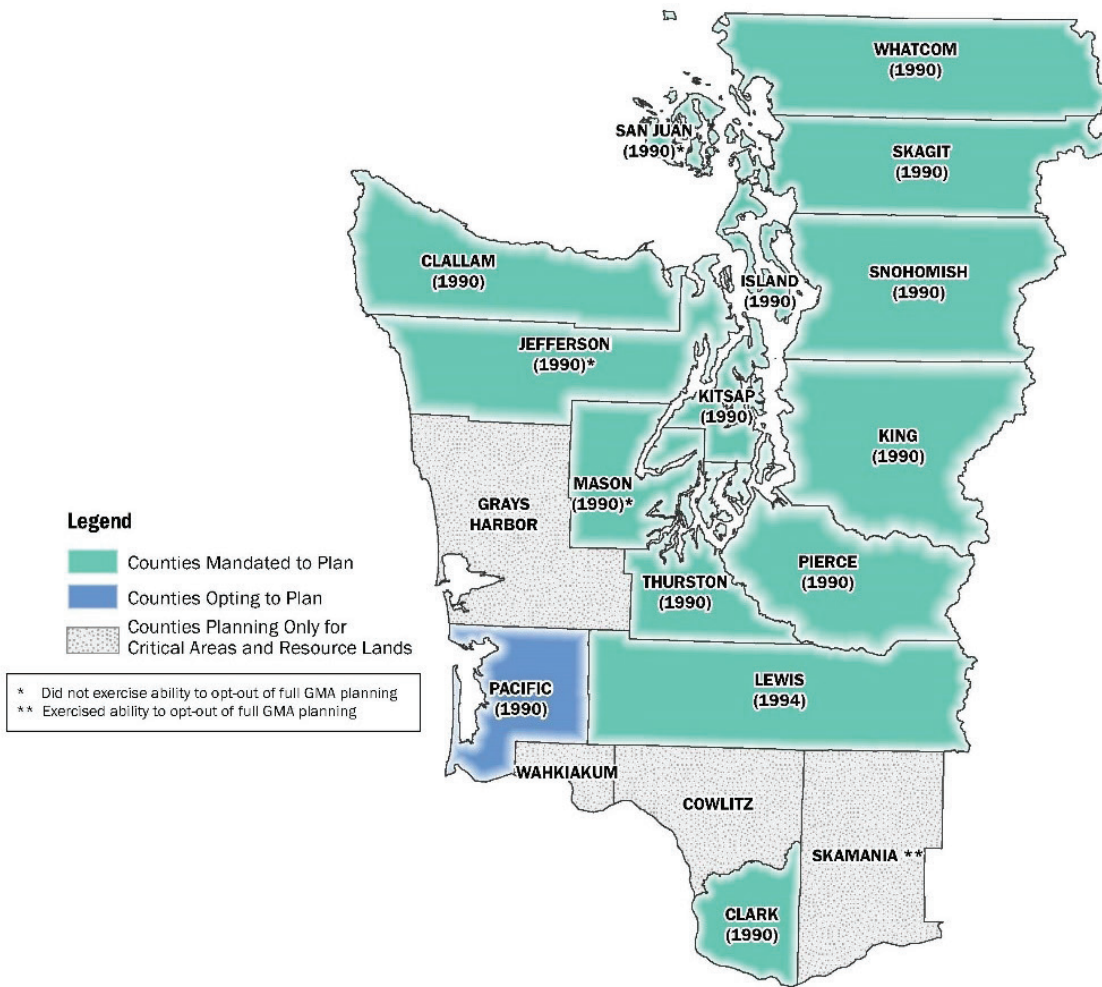 WHATCOM
(1990)
SAN JUAN
(1990)*
SKAGIT
(1990)
CLALLAM
(1990)
SNOHOMISH
(1990)
ISLAND
(1990)
JEFFERSON
(1990)*
KITSAP
(1990)
KING
(1990)
MASON
(1990)*
GRAYS
HARBOR
PIERCE
(1990)
THURSTON
(1990)
Legend
Counties Mandated to Plan
Counties Opting to Plan
Counties Planning Only for
Critical Areas and Resource Lands
* Did not exercise ability to opt-out of full GMA planning
** Exercised ability to opt-out of full GMA planning
PACIFIC
(1990)
LEWIS
(1994)
WAHKIAKUM
COWLITZ
SKAMANIA **
CLARK
(1990)